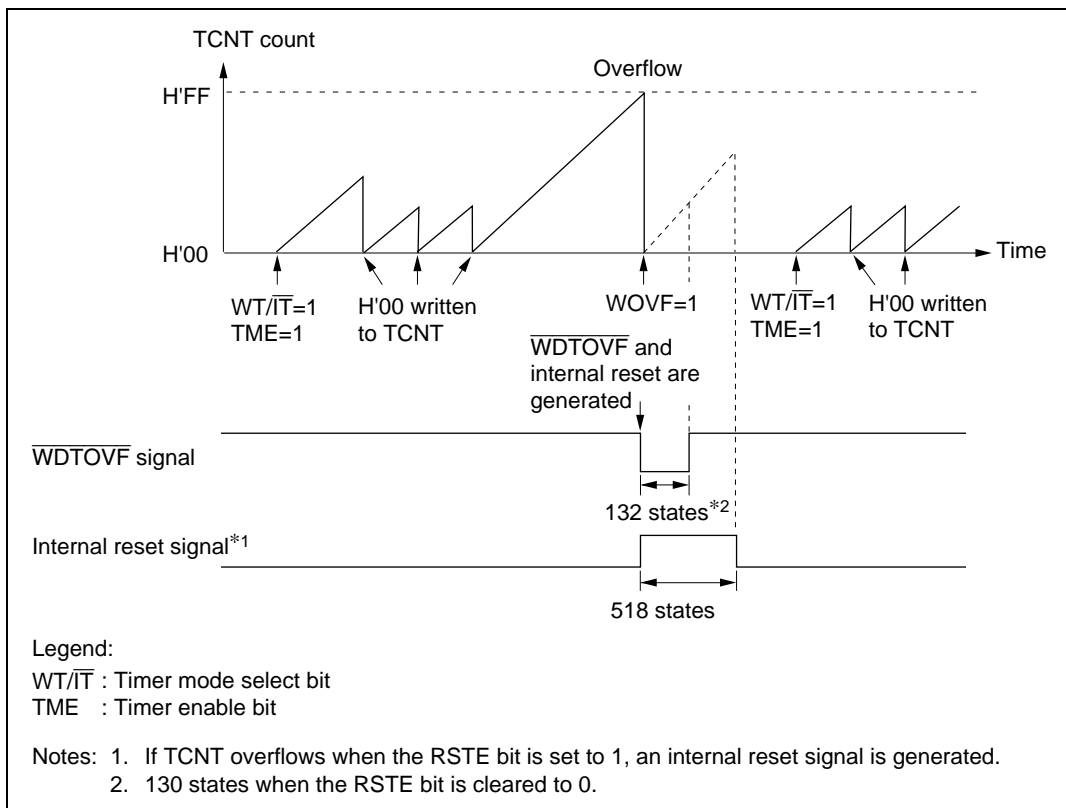 TCNT count
Overflow
H'FF
H'00
Time
WT/IT=1
TME=1
H'00 written
to TCNT
WOVF=1
WT/IT=1
TME=1
H'00 written
to TCNT
WDTOVF and
internal reset are
generated
WDTOVF signal
132 states*2
Internal reset signal*1
518 states
Legend:
WT/IT : Timer mode select bit
TME : Timer enable bit
Notes: 1. If TCNT overflows when the RSTE bit is set to 1, an internal reset signal is generated.
2. 130 states when the RSTE bit is cleared to 0.